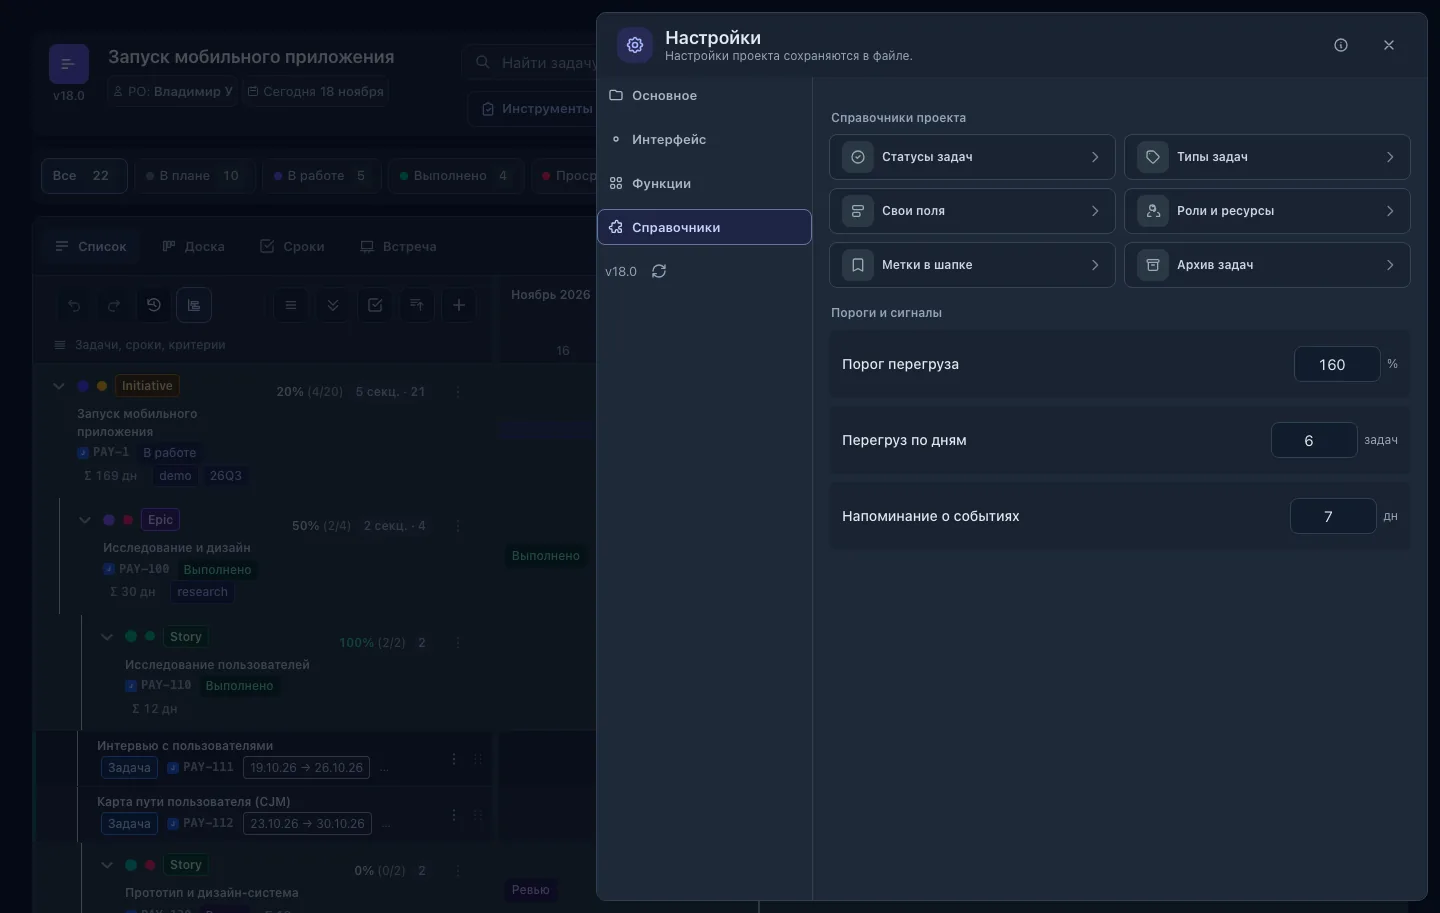 Запуск мобильного приложения
v18.0
PO: Владимир У
Сегодня 18 ноября
Найти задачу
Инструменты
Все 22
В плане 10
В работе 5
Выполнено 4
Проср
Список
Доска
Сроки
Встреча
Ноябрь 2026
Задачи, сроки, критерии
16
Initiative
20% (4/20) 5 секц. · 21
Запуск мобильного
приложения
PAY-1 В работе
Σ 169 дн demo 26Q3
Epic
50% (2/4) 2 секц. · 4
Исследование и дизайн
PAY-100 Выполнено
Σ 30 дн research
Выполнено
Story
100% (2/2) 2
Исследование пользователей
PAY-110 Выполнено
Σ 12 дн
Интервью с пользователями
Задача PAY-111 19.10.26 → 26.10.26 ...
Карта пути пользователя (CJM)
Задача PAY-112 23.10.26 → 30.10.26 ...
Story
0% (0/2) 2
Прототип и дизайн-система
Ревью
Настройки
Настройки проекта сохраняются в файле.
Основное
Интерфейс
Функции
Справочники
v18.0
Справочники проекта
Статусы задач
Типы задач
Свои поля
Роли и ресурсы
Метки в шапке
Архив задач
Пороги и сигналы
Порог перегруза 160 %
Перегруз по дням 6 задач
Напоминание о событиях 7 дн